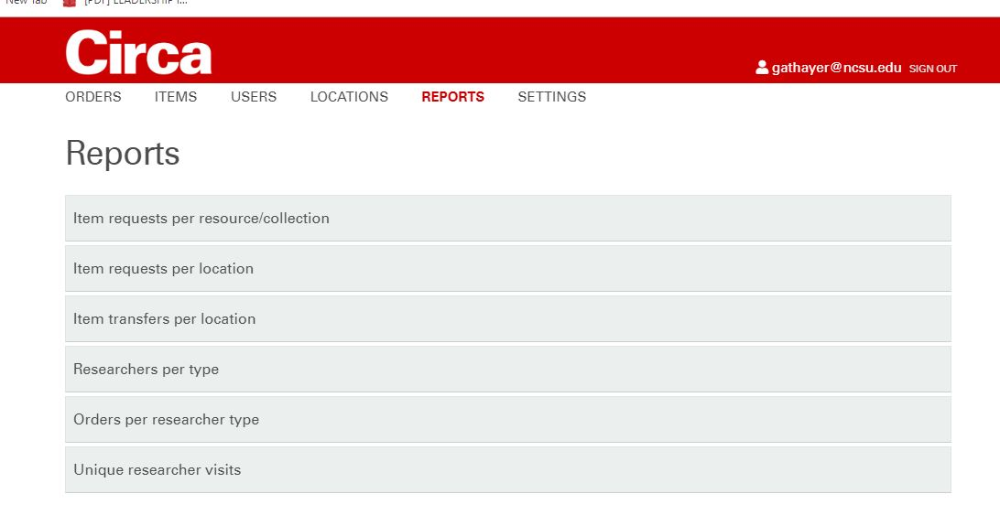 New Tab [PDF] LEADERSHIP I...
Circa
gathayer@ncsu.edu SIGN OUT
ORDERS ITEMS USERS LOCATIONS REPORTS SETTINGS
Reports
Item requests per resource/collection
Item requests per location
Item transfers per location
Researchers per type
Orders per researcher type
Unique researcher visits